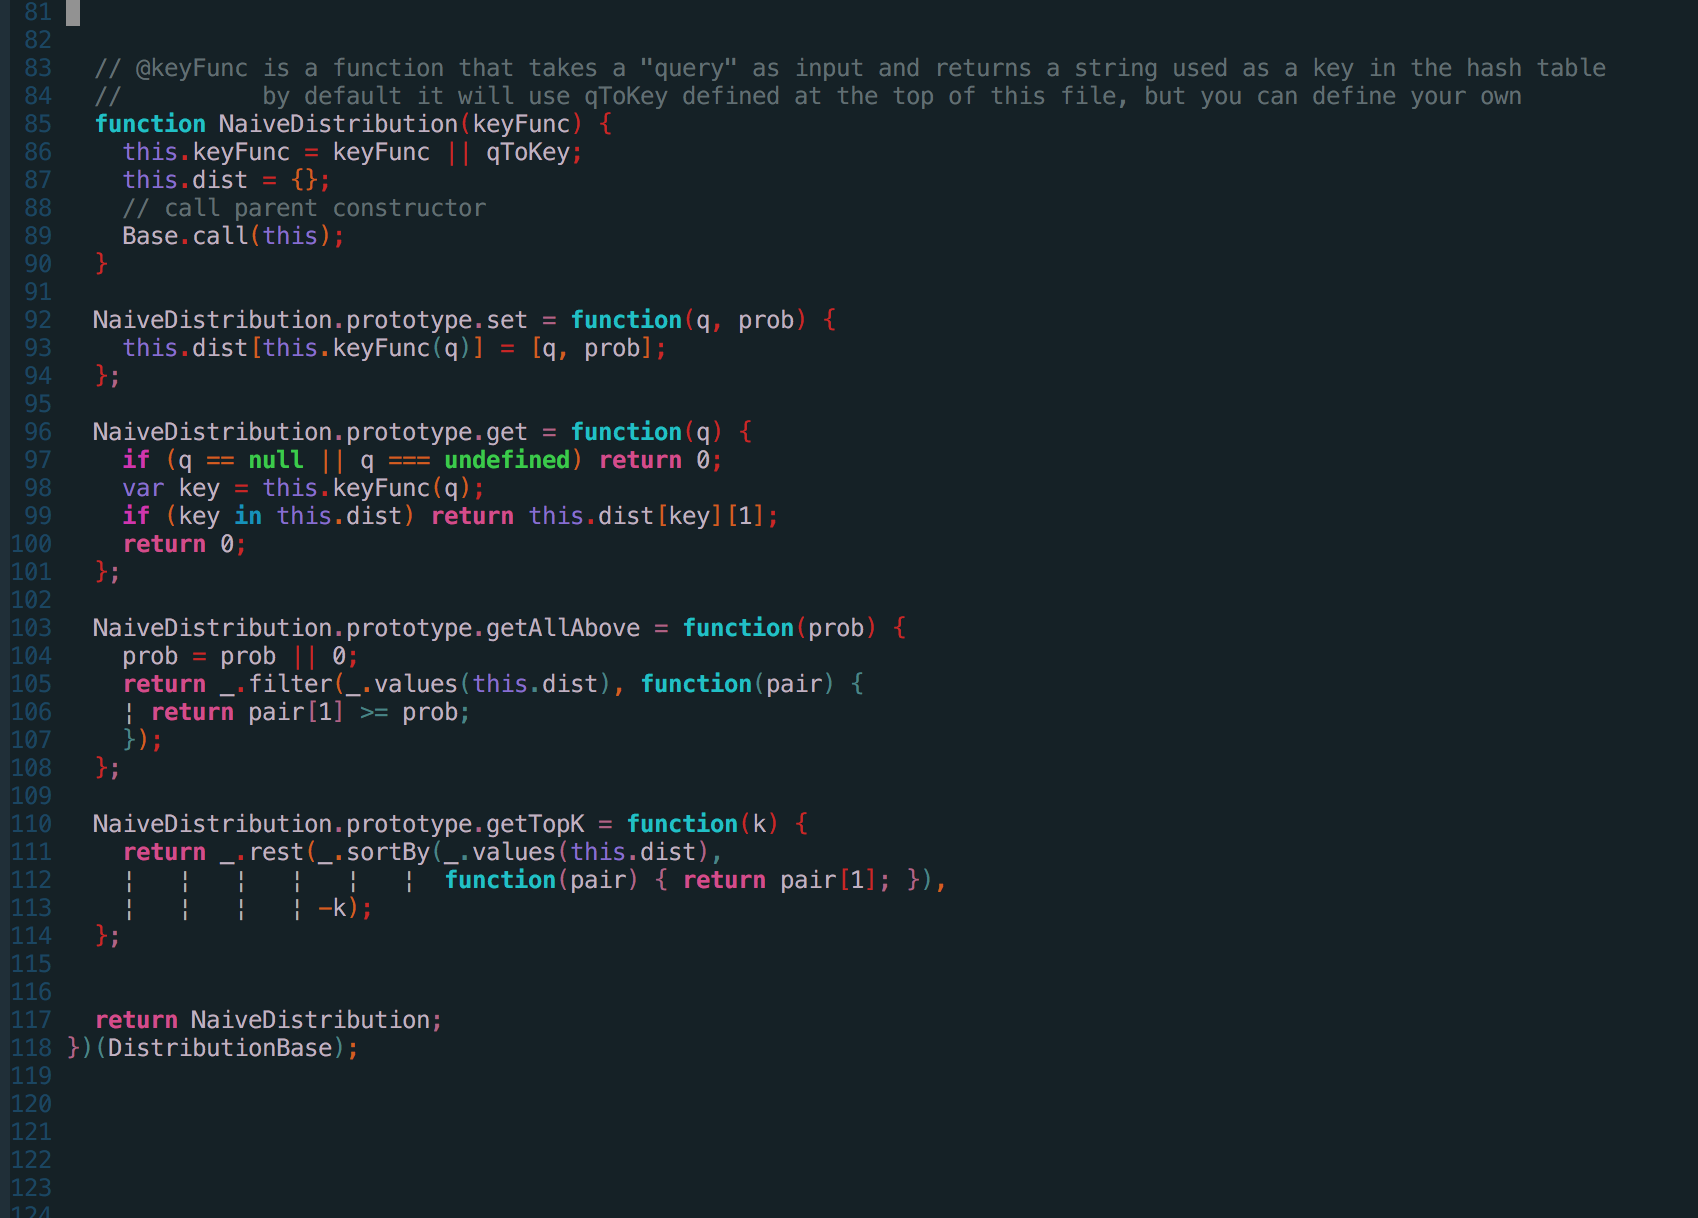 81
82
83 // @keyFunc is a function that takes a "query" as input and returns a string used as a key in the hash table
84 //          by default it will use qToKey defined at the top of this file, but you can define your own
85 function NaiveDistribution(keyFunc) {
86   this.keyFunc = keyFunc || qToKey;
87   this.dist = {};
88   // call parent constructor
89   Base.call(this);
90 }
91
92 NaiveDistribution.prototype.set = function(q, prob) {
93   this.dist[this.keyFunc(q)] = [q, prob];
94 };
95
96 NaiveDistribution.prototype.get = function(q) {
97   if (q == null || q === undefined) return 0;
98   var key = this.keyFunc(q);
99   if (key in this.dist) return this.dist[key][1];
100   return 0;
101 };
102
103 NaiveDistribution.prototype.getAllAbove = function(prob) {
104   prob = prob || 0;
105   return _.filter(_.values(this.dist), function(pair) {
106   ¦ return pair[1] >= prob;
107   });
108 };
109
110 NaiveDistribution.prototype.getTopK = function(k) {
111   return _.rest(_.sortBy(_.values(this.dist),
112   ¦   ¦   ¦   ¦   ¦   ¦  function(pair) { return pair[1]; }),
113   ¦   ¦   ¦   ¦ -k);
114 };
115
116
117   return NaiveDistribution;
118 })(DistributionBase);
119
120
121
122
123
124